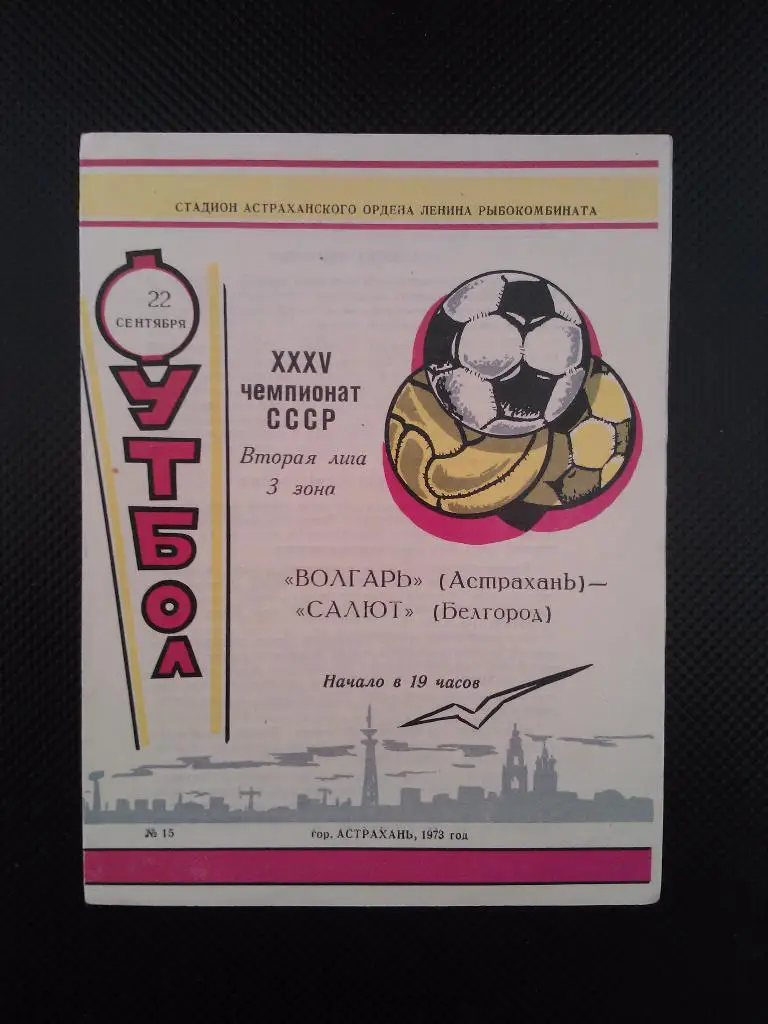 СТАДИОН АСТРАХАНСКОГО ОРДЕНА ЛЕНИНА РЫБОКОМБИНАТА
ФУТБОЛ
22
СЕНТЯБРЯ
XXXV
чемпионат
СССР
Вторая лига
3 зона
«ВОЛГАРЬ» (Астрахань)—
«САЛЮТ» (Белгород)
Начало в 19 часов
№ 15
гор. АСТРАХАНЬ, 1973 год